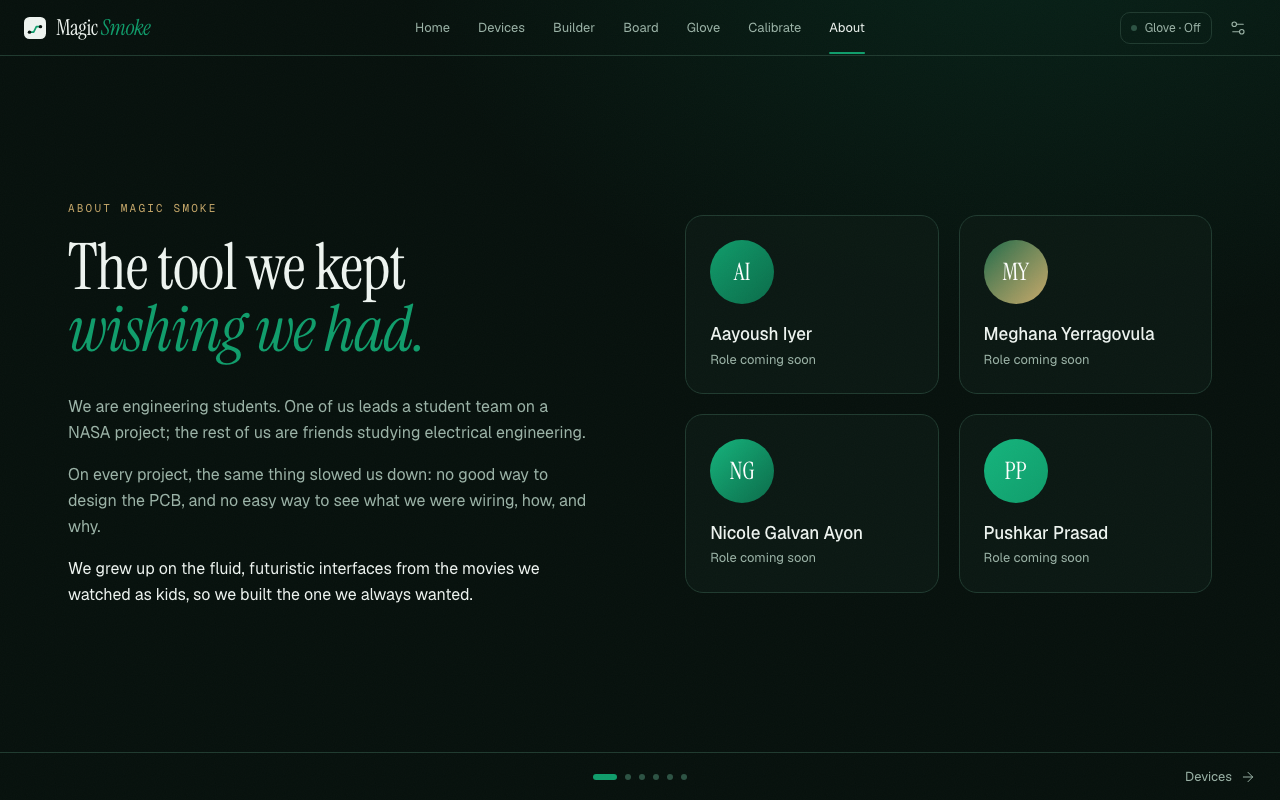 Magic Smoke
Home
Devices
Builder
Board
Glove
Calibrate
About
Glove · Off
ABOUT MAGIC SMOKE
The tool we kept
wishing we had.
We are engineering students. One of us leads a student team on a
NASA project; the rest of us are friends studying electrical engineering.
On every project, the same thing slowed us down: no good way to
design the PCB, and no easy way to see what we were wiring, how, and
why.
We grew up on the fluid, futuristic interfaces from the movies we
watched as kids, so we built the one we always wanted.
AI
Aayoush Iyer
Role coming soon
MY
Meghana Yerragovula
Role coming soon
NG
Nicole Galvan Ayon
Role coming soon
PP
Pushkar Prasad
Role coming soon
Devices